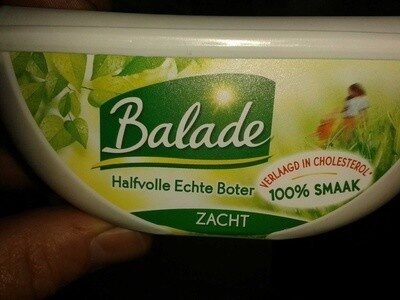 Balade
Halfvolle Echte Boter
VERLAAGD IN CHOLESTEROL*
100% SMAAK
ZACHT